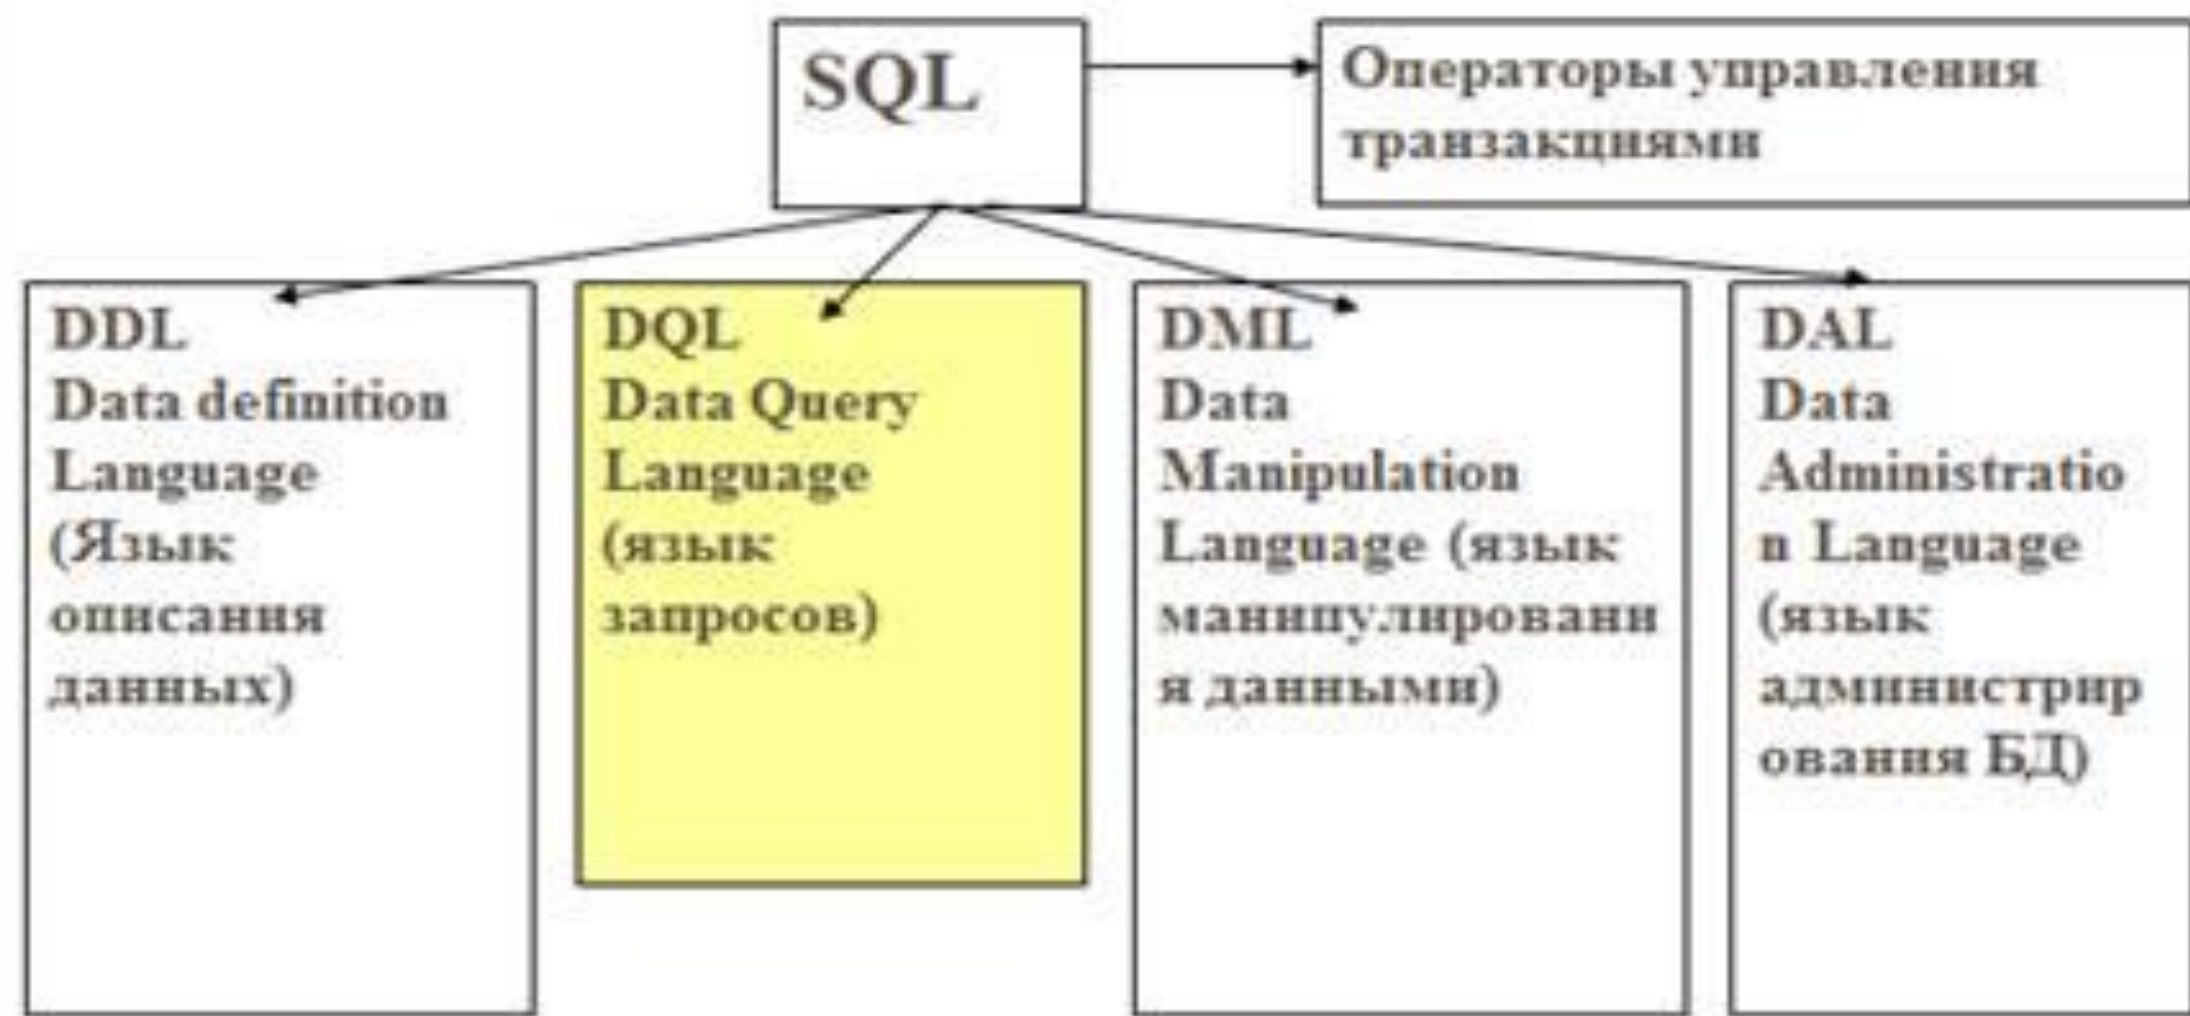 SQL
Операторы управления
транзакциями
DDL
Data definition
Language
(Язык
описания
данных)
DQL
Data Query
Language
(язык
запросов)
DML
Data
Manipulation
Language (язык
манипулировани
я данными)
DAL
Data
Administratio
n Language
(язык
администрир
ования БД)